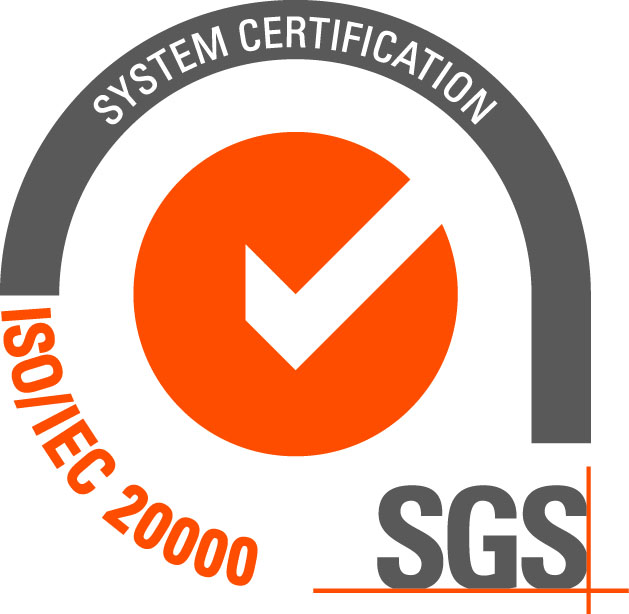 SYSTEM CERTIFICATION
ISO/IEC 20000
SGS